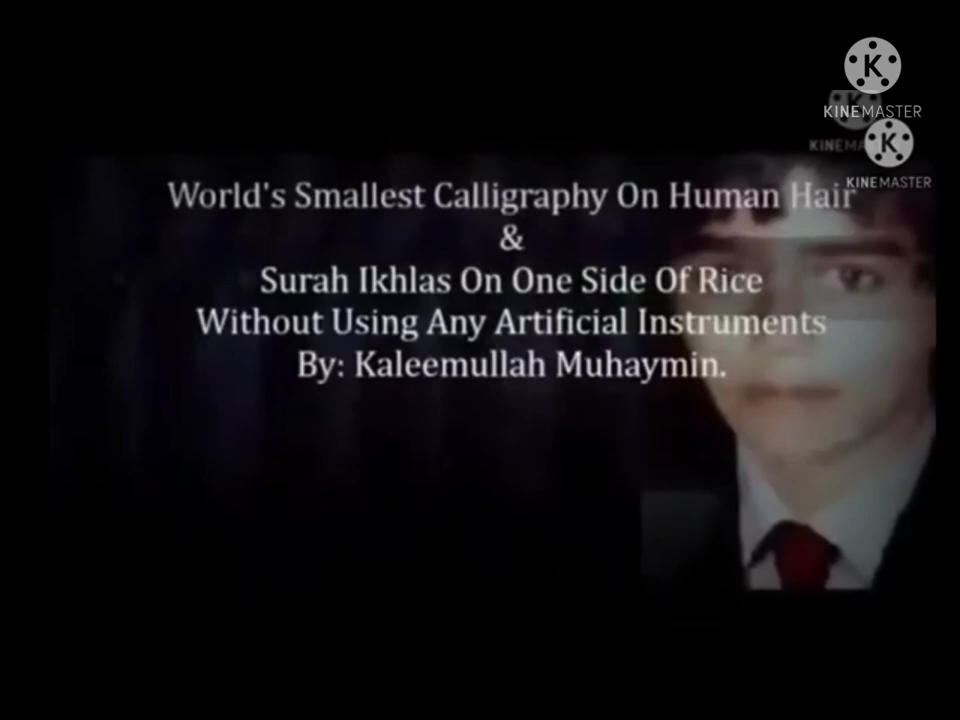 KINEMASTER
KINEMA
KINEMASTER
World's Smallest Calligraphy On Human Hair
&
Surah Ikhlas On One Side Of Rice
Without Using Any Artificial Instruments
By: Kaleemullah Muhaymin.